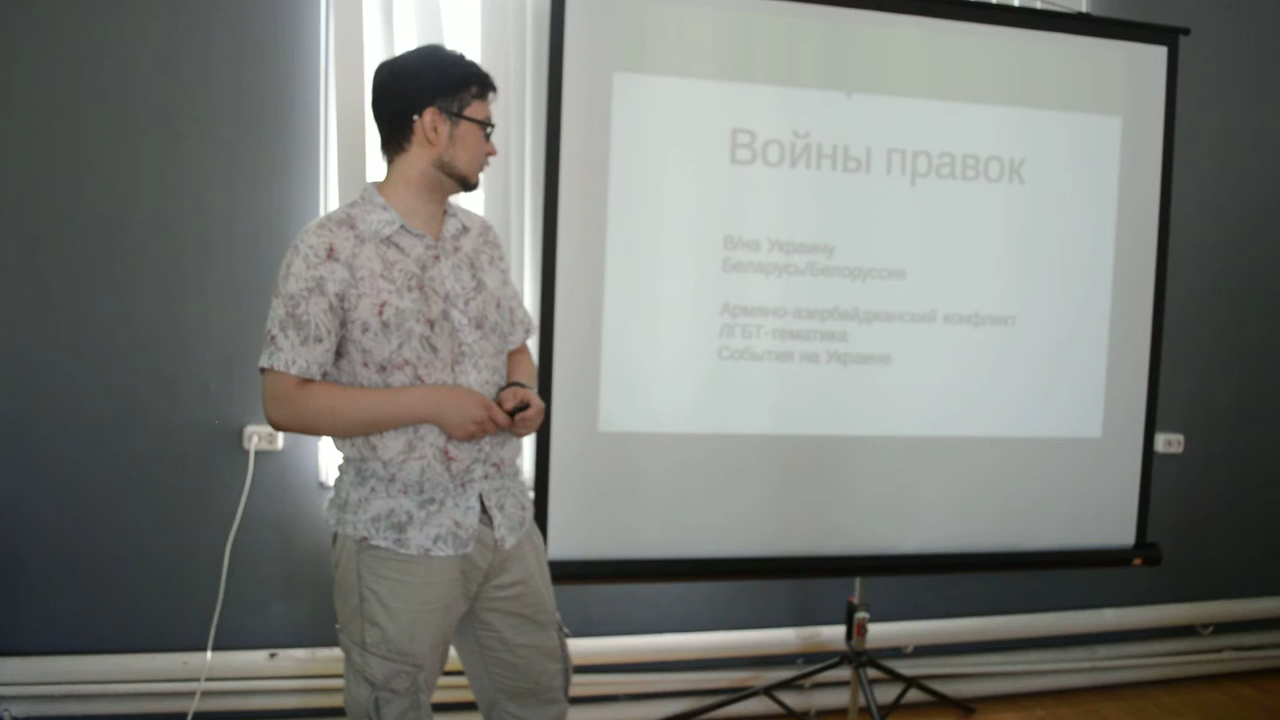 Войны правок
В/на Украину
Беларусь/Белоруссия
Армяно-азербайджанский конфликт
ЛГБТ-тематика
События на Украине